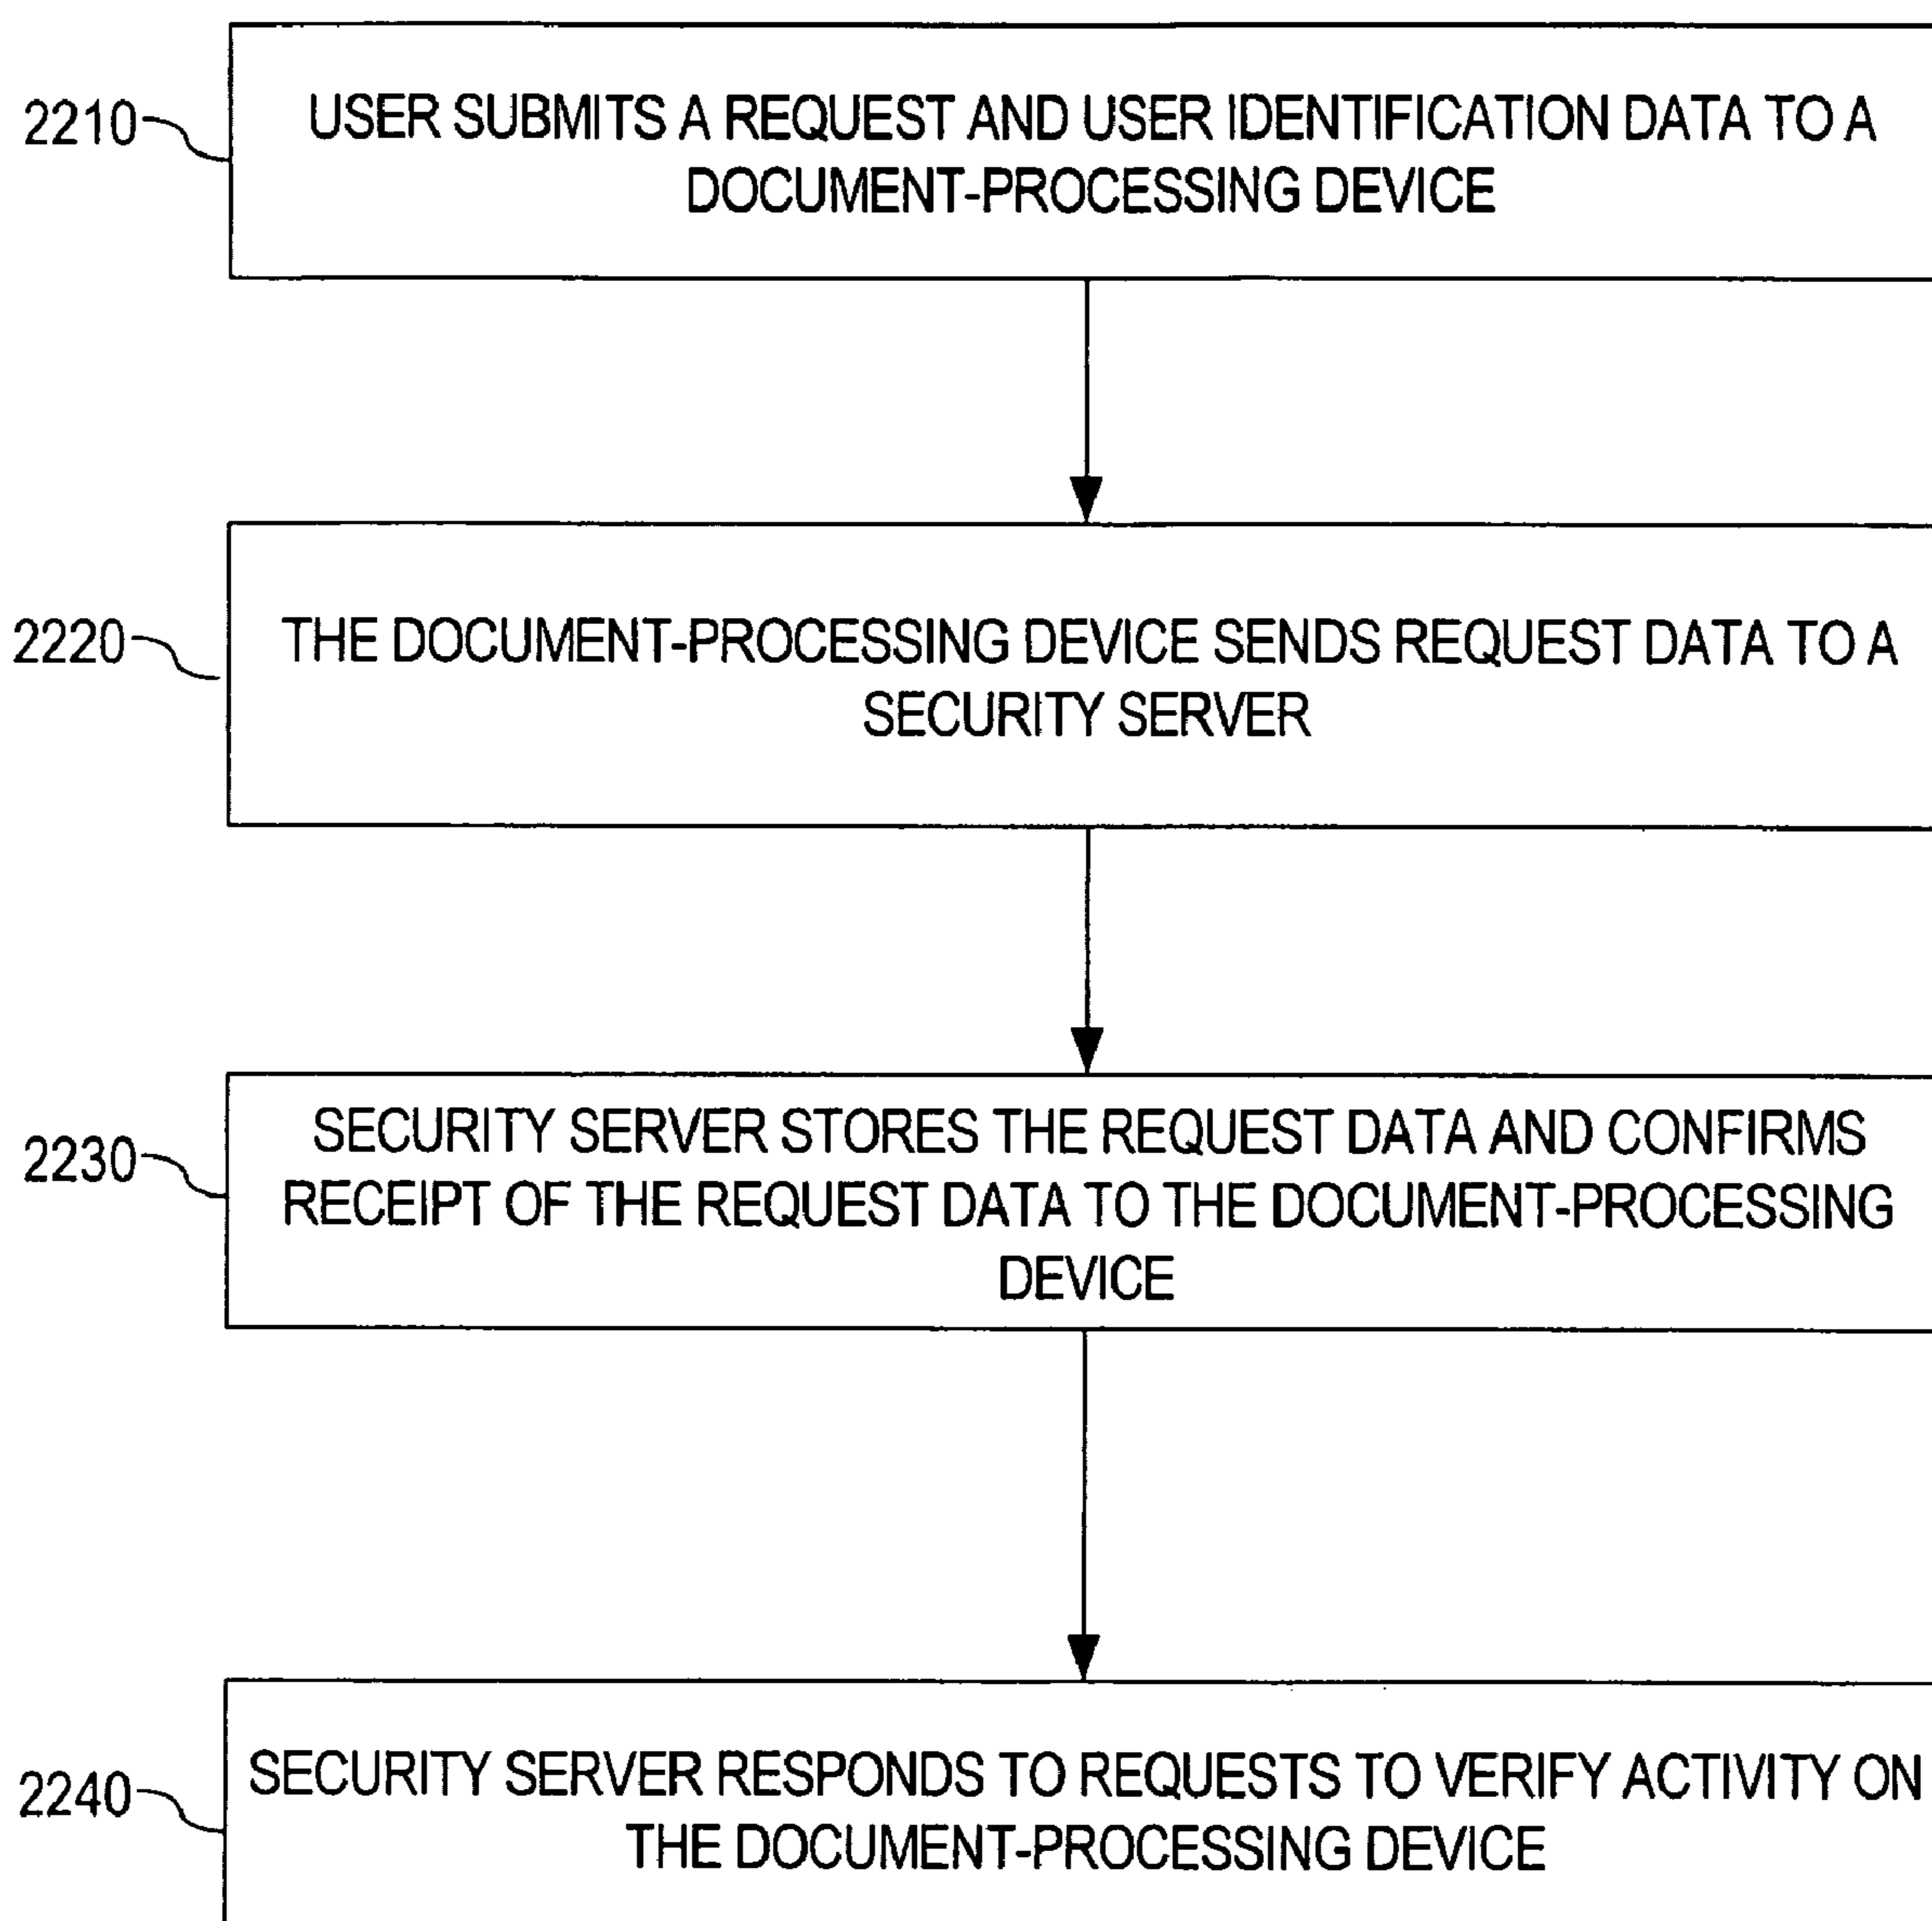 2210
USER SUBMITS A REQUEST AND USER IDENTIFICATION DATA TO A
DOCUMENT-PROCESSING DEVICE
2220
THE DOCUMENT-PROCESSING DEVICE SENDS REQUEST DATA TO A
SECURITY SERVER
2230
SECURITY SERVER STORES THE REQUEST DATA AND CONFIRMS
RECEIPT OF THE REQUEST DATA TO THE DOCUMENT-PROCESSING
DEVICE
2240
SECURITY SERVER RESPONDS TO REQUESTS TO VERIFY ACTIVITY ON
THE DOCUMENT-PROCESSING DEVICE